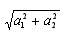 √(a₁² + a₂²)